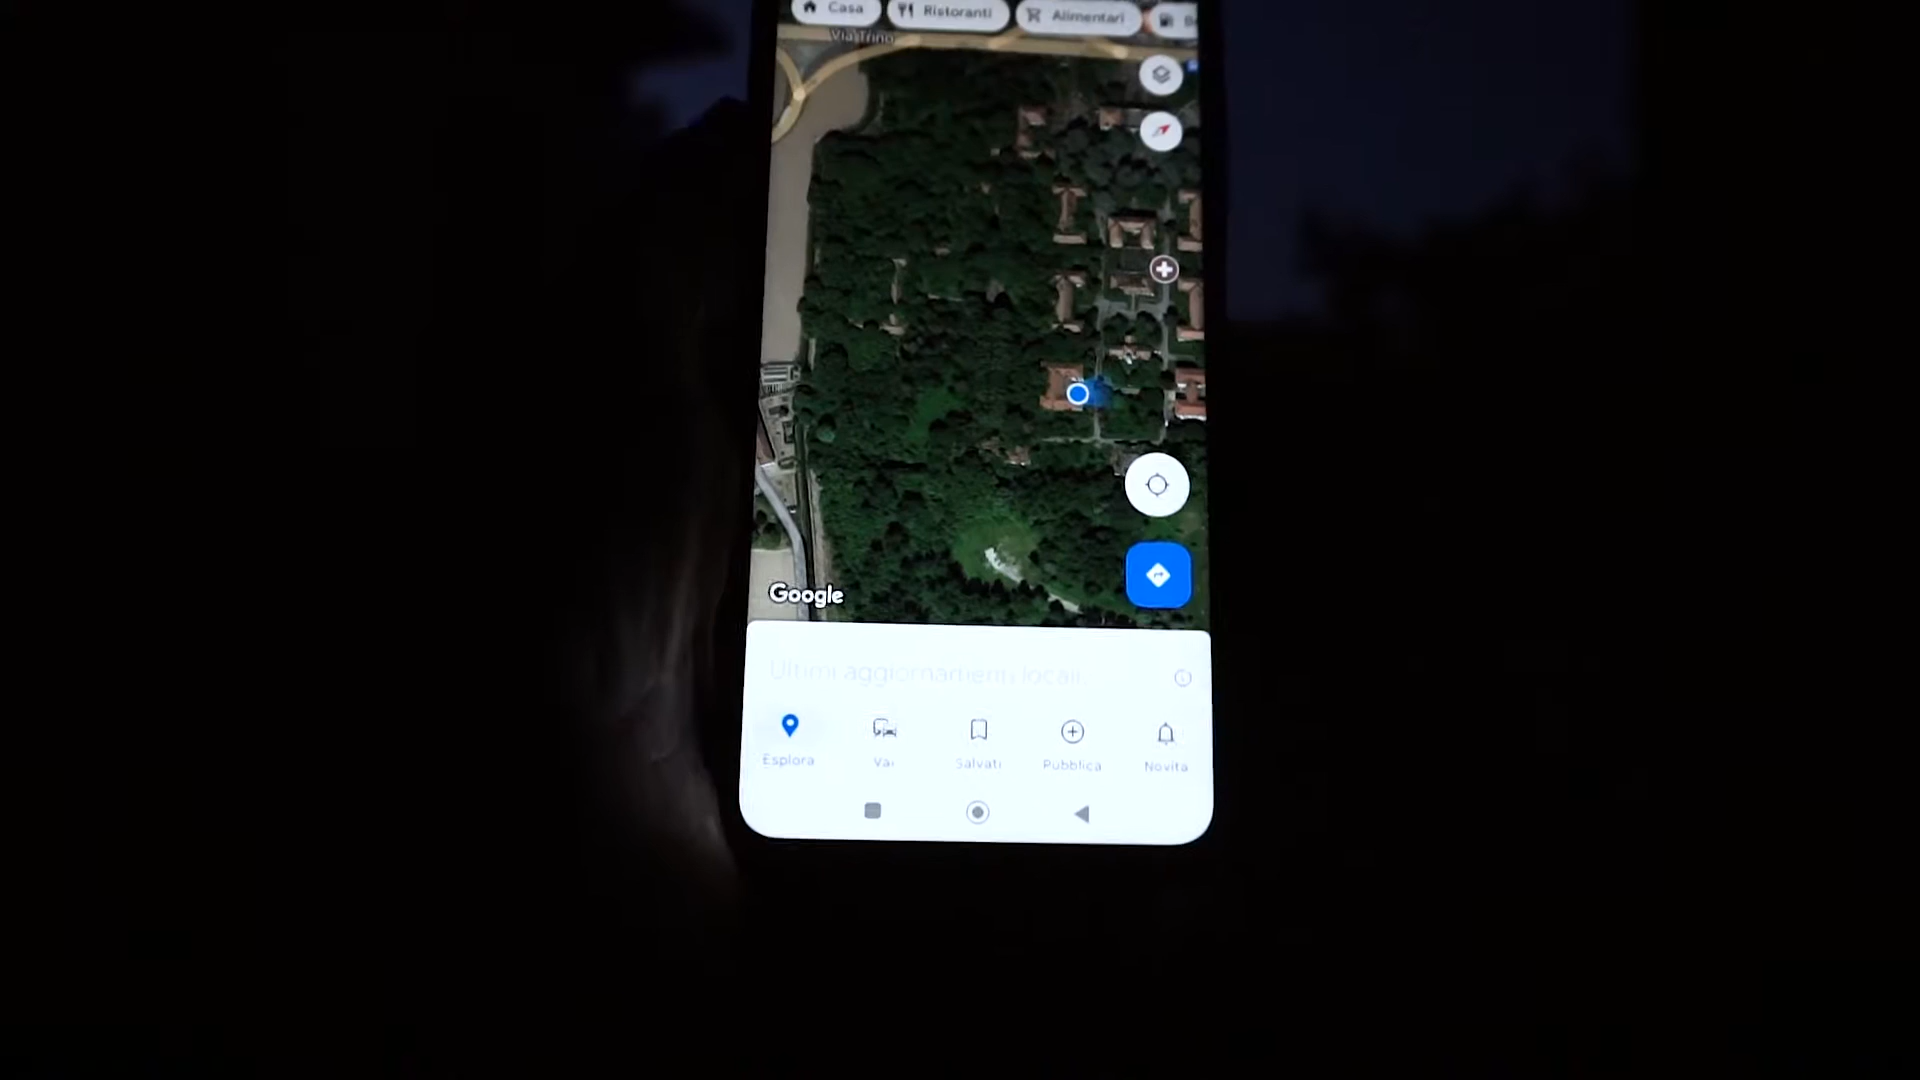 Casa
Ristoranti
Alimentari
Via Trino
Google
Ultimi aggiornamenti locali
Esplora
Vai
Salvati
Pubblica
Novità